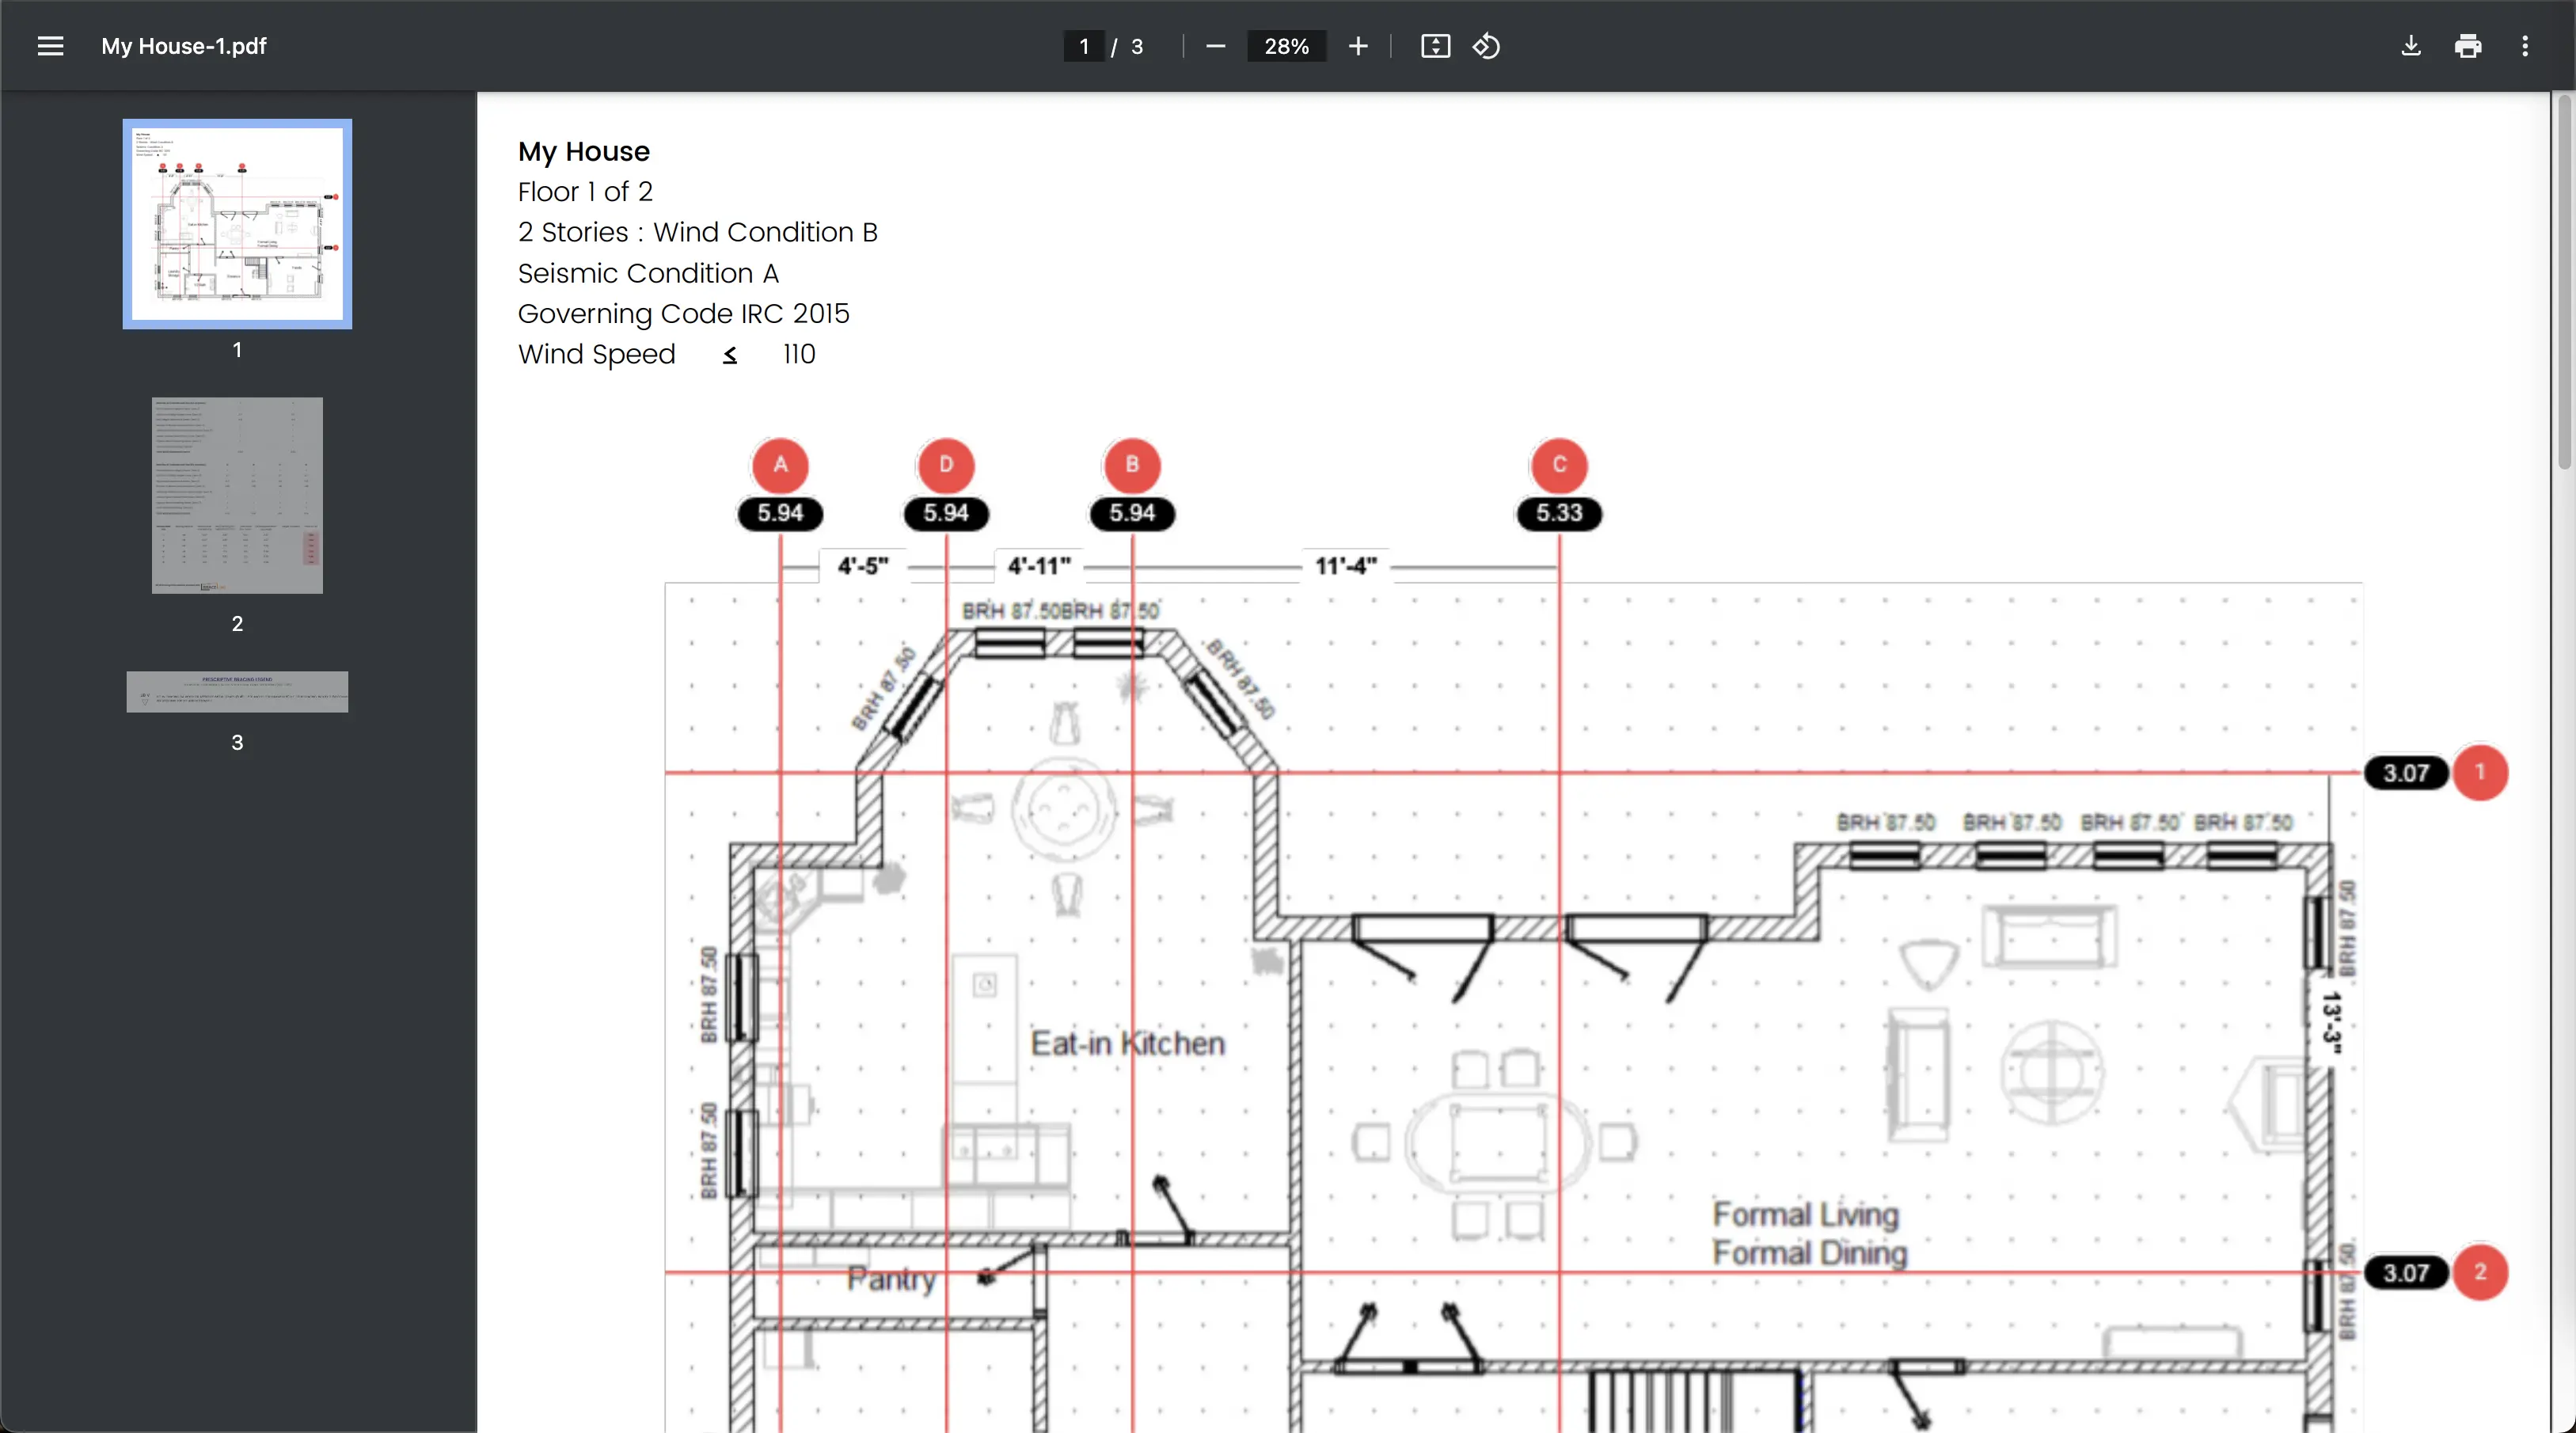 My House-1.pdf
1 / 3
28%
1
2
3
My House
Floor 1 of 2
2 Stories : Wind Condition B
Seismic Condition A
Governing Code IRC 2015
Wind Speed ≤ 110
A D B C
5.94 5.94 5.94 5.33
4'-5" 4'-11" 11'-4"
BRH 87.50 BRH 87.50
BRH 87.50
BRH 87.50
3.07 1
BRH 87.50 BRH 87.50 BRH 87.50 BRH 87.50
BRH 87.50
BRH 87.50
13'-3"
Eat-in Kitchen
BRH 87.50
Formal Living
Formal Dining
Pantry
3.07 2
BRH 87.50